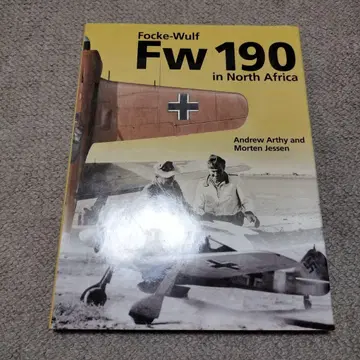 Focke-Wulf
Fw 190
in North Africa
Andrew Arthy and
Morten Jessen